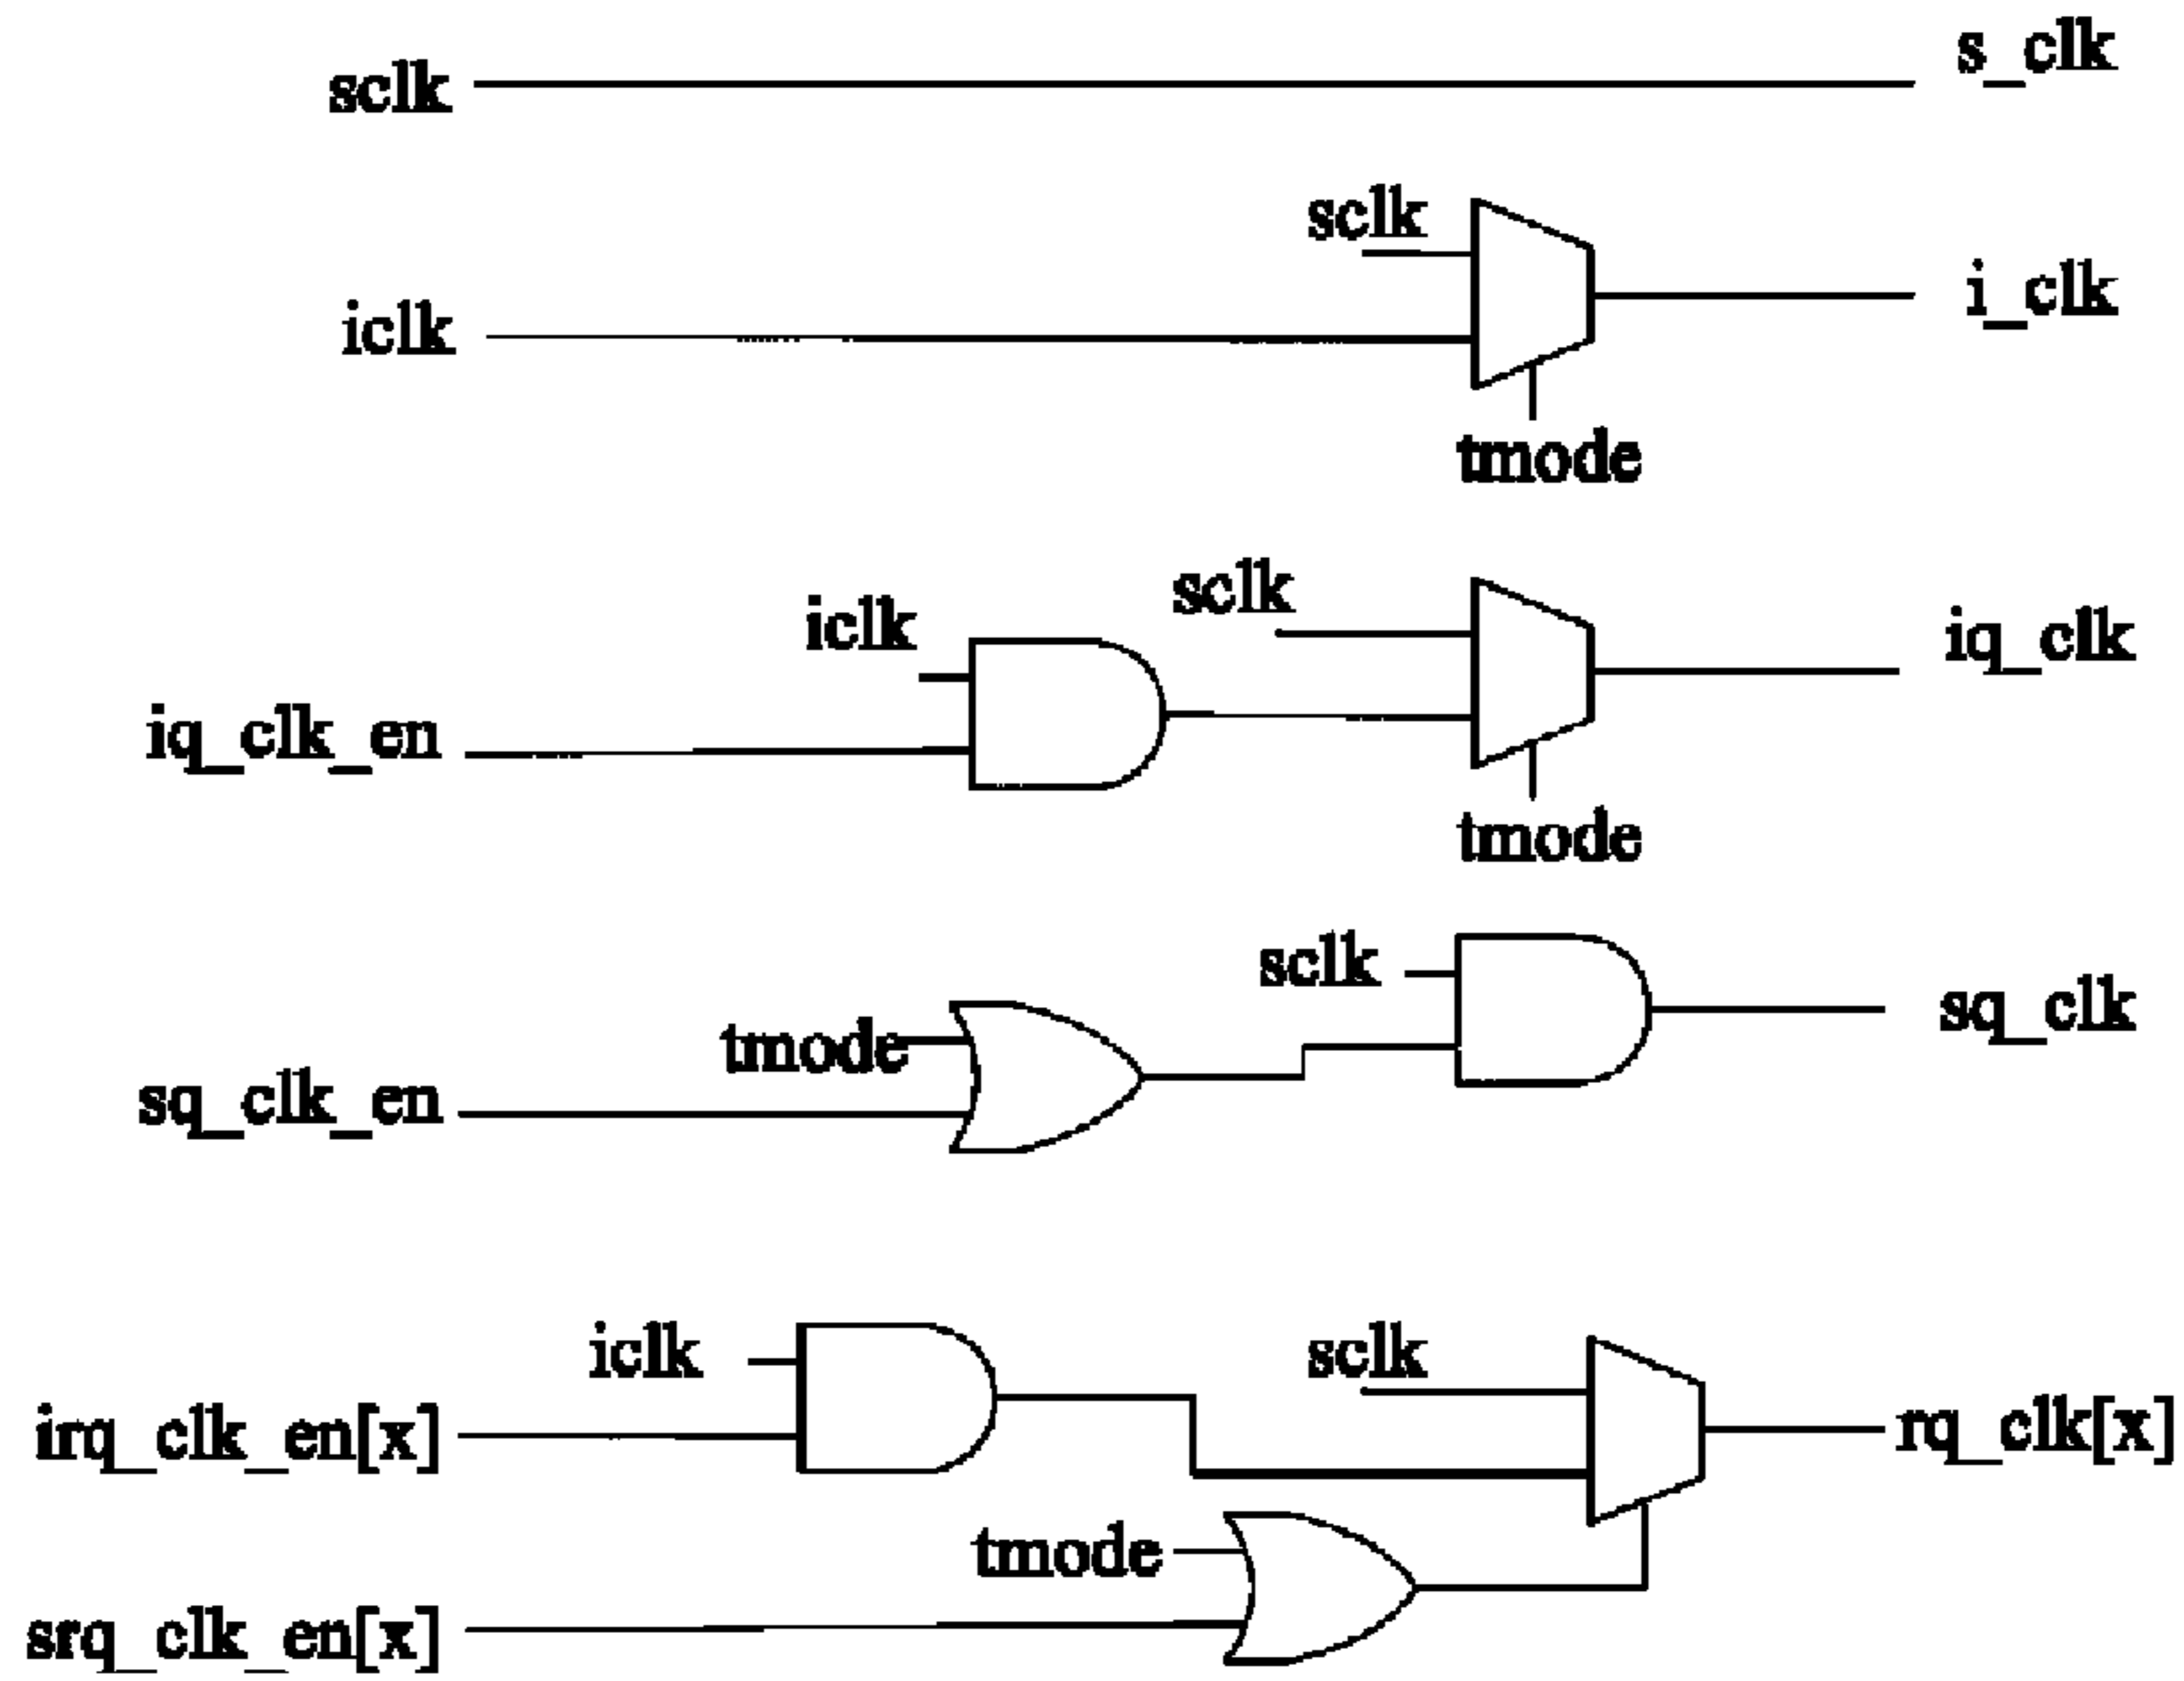 sclk
s_clk
sclk
iclk
i_clk
tmode
iclk
sclk
iq_clk_en
iq_clk
tmode
sclk
tmode
sq_clk_en
sq_clk
iclk
sclk
irq_clk_en[x]
rq_clk[x]
tmode
srq_clk_en[x]